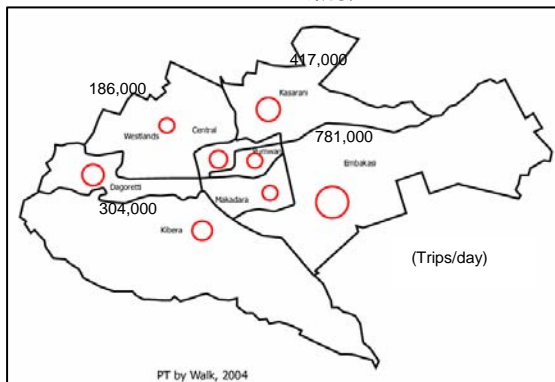 417,000
186,000
Kasarani
Westlands
Central
781,000
Embakasi
Dagoretti
Makadara
304,000
Kibera
(Trips/day)
PT by Walk, 2004